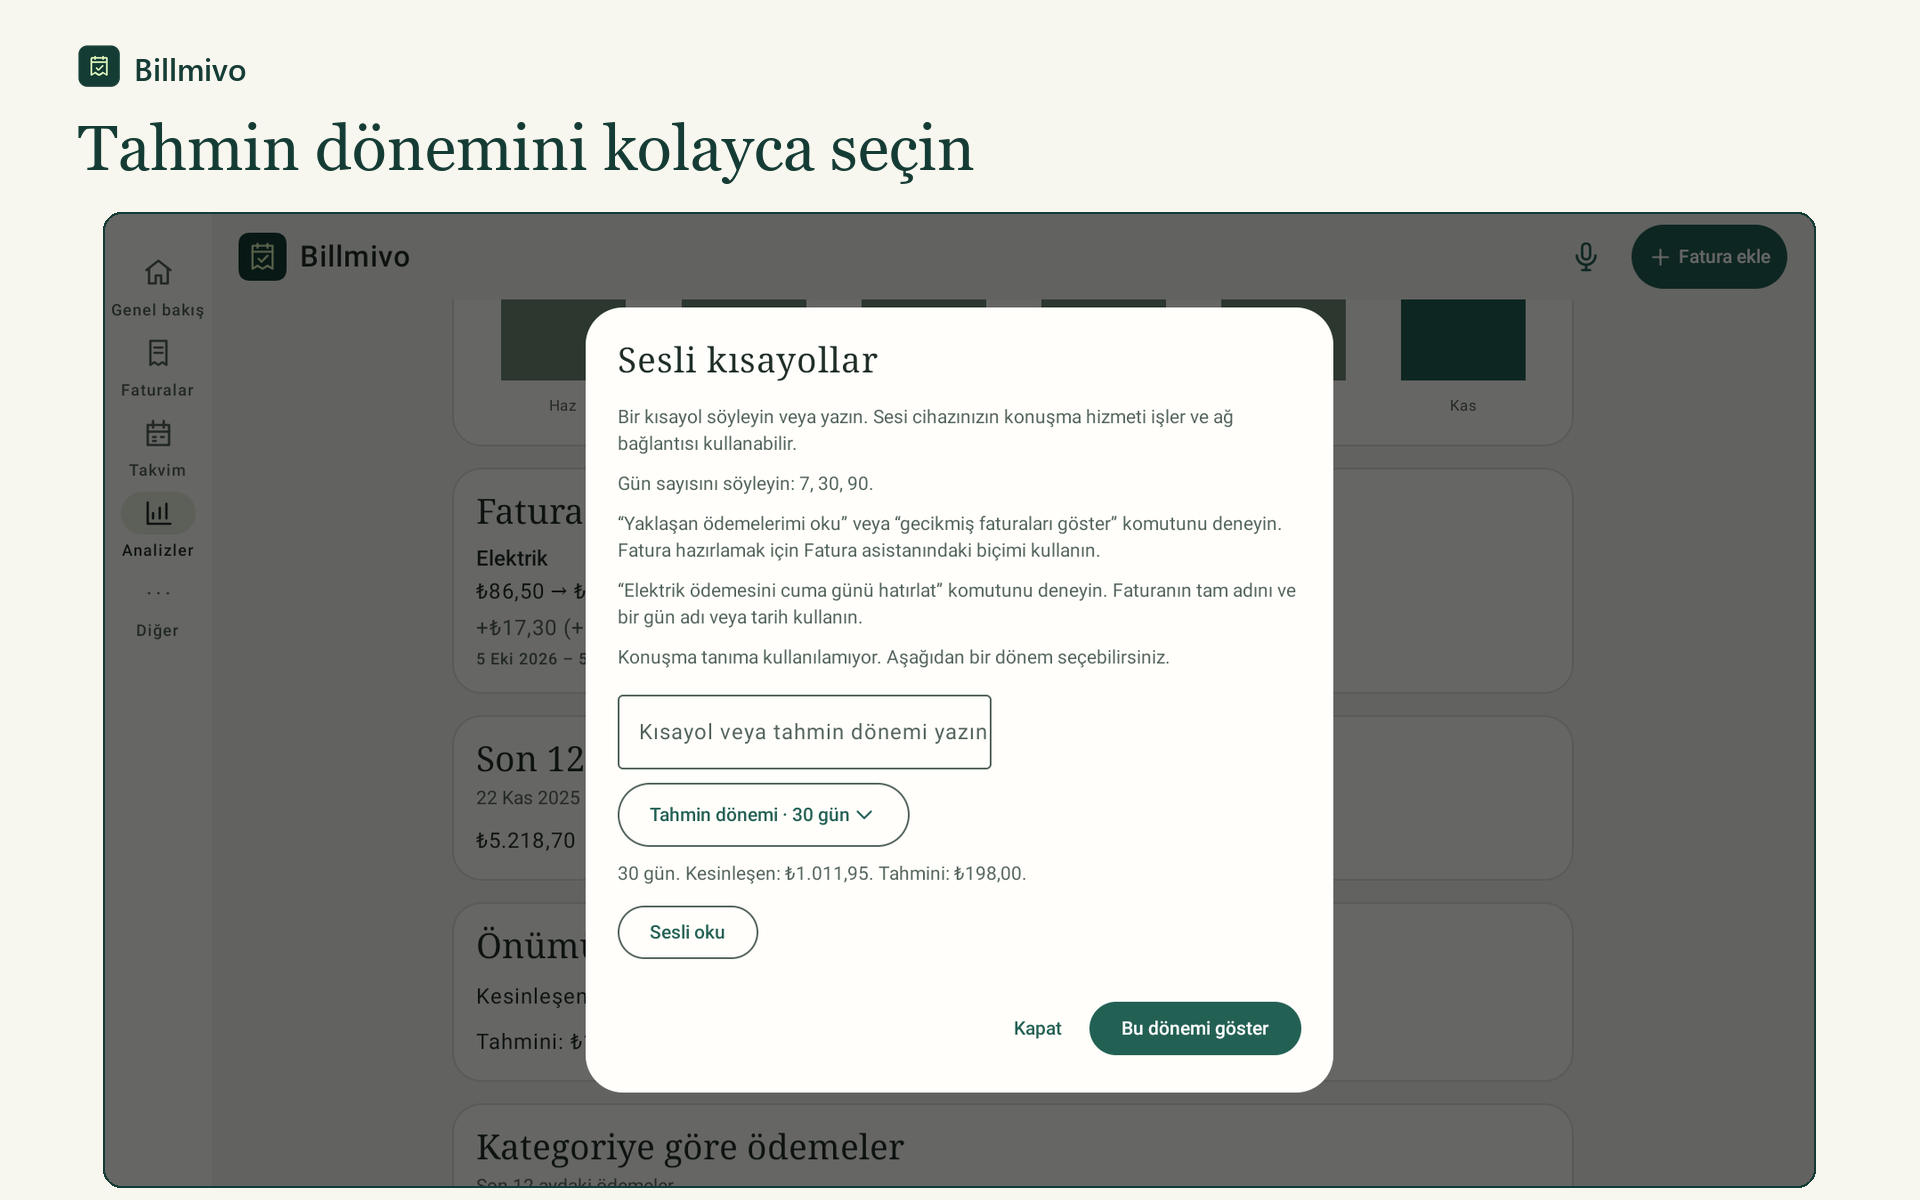 Billmivo
Tahmin dönemini kolayca seçin
Billmivo
Fatura ekle
Genel bakış
Faturalar
Takvim
Analizler
Diğer
Haz
Kas
Fatura
Elektrik
₺86,50 → ₺
+₺17,30 (+
5 Eki 2026 – 5
Son 12
22 Kas 2025
₺5.218,70
Kesinleşen
Tahmini: ₺
Kategoriye göre ödemeler
Son 12 aydaki ödemeler
Sesli kısayollar
Bir kısayol söyleyin veya yazın. Sesi cihazınızın konuşma hizmeti işler ve ağ
bağlantısı kullanabilir.
Gün sayısını söyleyin: 7, 30, 90.
“Yaklaşan ödemelerimi oku” veya “gecikmiş faturaları göster” komutunu deneyin.
Fatura hazırlamak için Fatura asistanındaki biçimi kullanın.
“Elektrik ödemesini cuma günü hatırlat” komutunu deneyin. Faturanın tam adını ve
bir gün adı veya tarih kullanın.
Konuşma tanıma kullanılamıyor. Aşağıdan bir dönem seçebilirsiniz.
Kısayol veya tahmin dönemi yazın
Tahmin dönemi · 30 gün
30 gün. Kesinleşen: ₺1.011,95. Tahmini: ₺198,00.
Sesli oku
Kapat
Bu dönemi göster